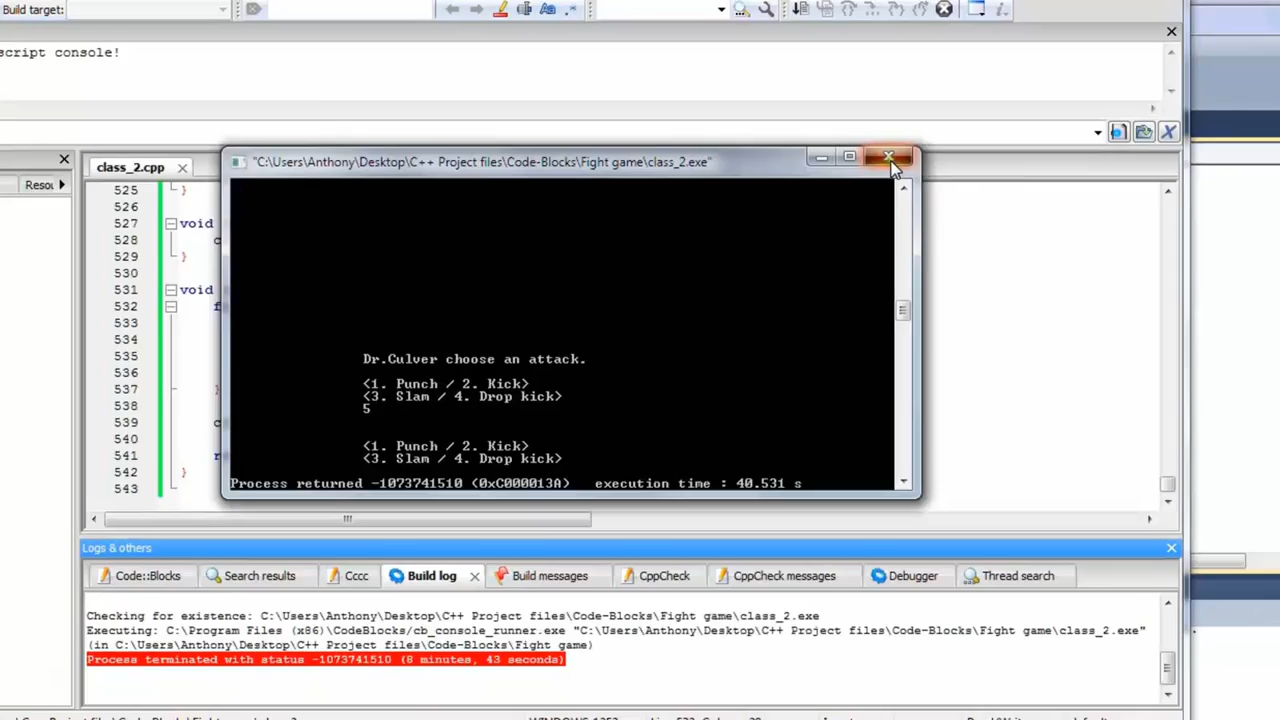 Build target:
script console!
class_2.cpp
Resou
"C:\Users\Anthony\Desktop\C++ Project files\Code-Blocks\Fight game\class_2.exe"
525 }
526
527 void
528 c
529 }
530
531 void
532 f
533
534
535
536
537 }
538
539 c
540
541 r
542 }
543
Dr.Culver choose an attack.
<1. Punch / 2. Kick>
<3. Slam / 4. Drop kick>
5
<1. Punch / 2. Kick>
<3. Slam / 4. Drop kick>
Process returned -1073741510 (0xC000013A) execution time : 40.531 s
Logs & others
Code::Blocks Search results Cccc Build log Build messages CppCheck CppCheck messages Debugger Thread search
Checking for existence: C:\Users\Anthony\Desktop\C++ Project files\Code-Blocks\Fight game\class_2.exe
Executing: C:\Program Files (x86)\CodeBlocks/cb_console_runner.exe "C:\Users\Anthony\Desktop\C++ Project files\Code-Blocks\Fight game\class_2.exe"
(in C:\Users\Anthony\Desktop\C++ Project files\Code-Blocks\Fight game)
Process terminated with status -1073741510 (8 minutes, 43 seconds)